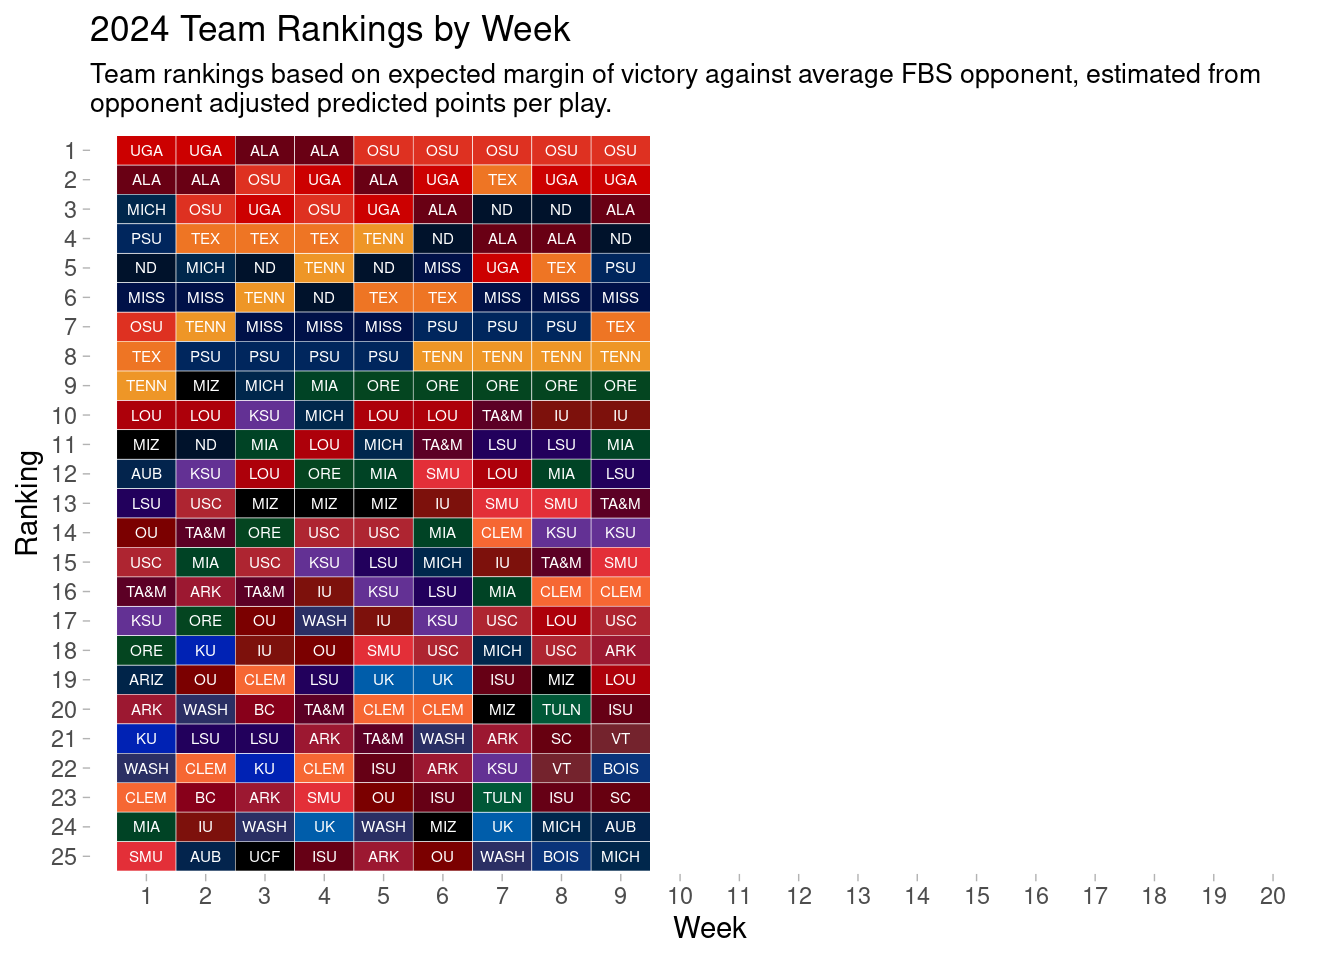 2024 Team Rankings by Week
Team rankings based on expected margin of victory against average FBS opponent, estimated from
opponent adjusted predicted points per play.
Ranking
1 UGA UGA ALA ALA OSU OSU OSU OSU OSU
2 ALA ALA OSU UGA ALA UGA TEX UGA UGA
3 MICH OSU UGA OSU UGA ALA ND ND ALA
4 PSU TEX TEX TEX TENN ND ALA ALA ND
5 ND MICH ND TENN ND MISS UGA TEX PSU
6 MISS MISS TENN ND TEX TEX MISS MISS MISS
7 OSU TENN MISS MISS MISS PSU PSU PSU TEX
8 TEX PSU PSU PSU PSU TENN TENN TENN TENN
9 TENN MIZ MICH MIA ORE ORE ORE ORE ORE
10 LOU LOU KSU MICH LOU LOU TA&M IU IU
11 MIZ ND MIA LOU MICH TA&M LSU LSU MIA
12 AUB KSU LOU ORE MIA SMU LOU MIA LSU
13 LSU USC MIZ MIZ MIZ IU SMU SMU TA&M
14 OU TA&M ORE USC USC MIA CLEM KSU KSU
15 USC MIA USC KSU LSU MICH IU TA&M SMU
16 TA&M ARK TA&M IU KSU LSU MIA CLEM CLEM
17 KSU ORE OU WASH IU KSU USC LOU USC
18 ORE KU IU OU SMU USC MICH USC ARK
19 ARIZ OU CLEM LSU UK UK ISU MIZ LOU
20 ARK WASH BC TA&M CLEM CLEM MIZ TULN ISU
21 KU LSU LSU ARK TA&M WASH ARK SC VT
22 WASH CLEM KU CLEM ISU ARK KSU VT BOIS
23 CLEM BC ARK SMU OU ISU TULN ISU SC
24 MIA IU WASH UK WASH MIZ UK MICH AUB
25 SMU AUB UCF ISU ARK OU WASH BOIS MICH
1 2 3 4 5 6 7 8 9 10 11 12 13 14 15 16 17 18 19 20
Week